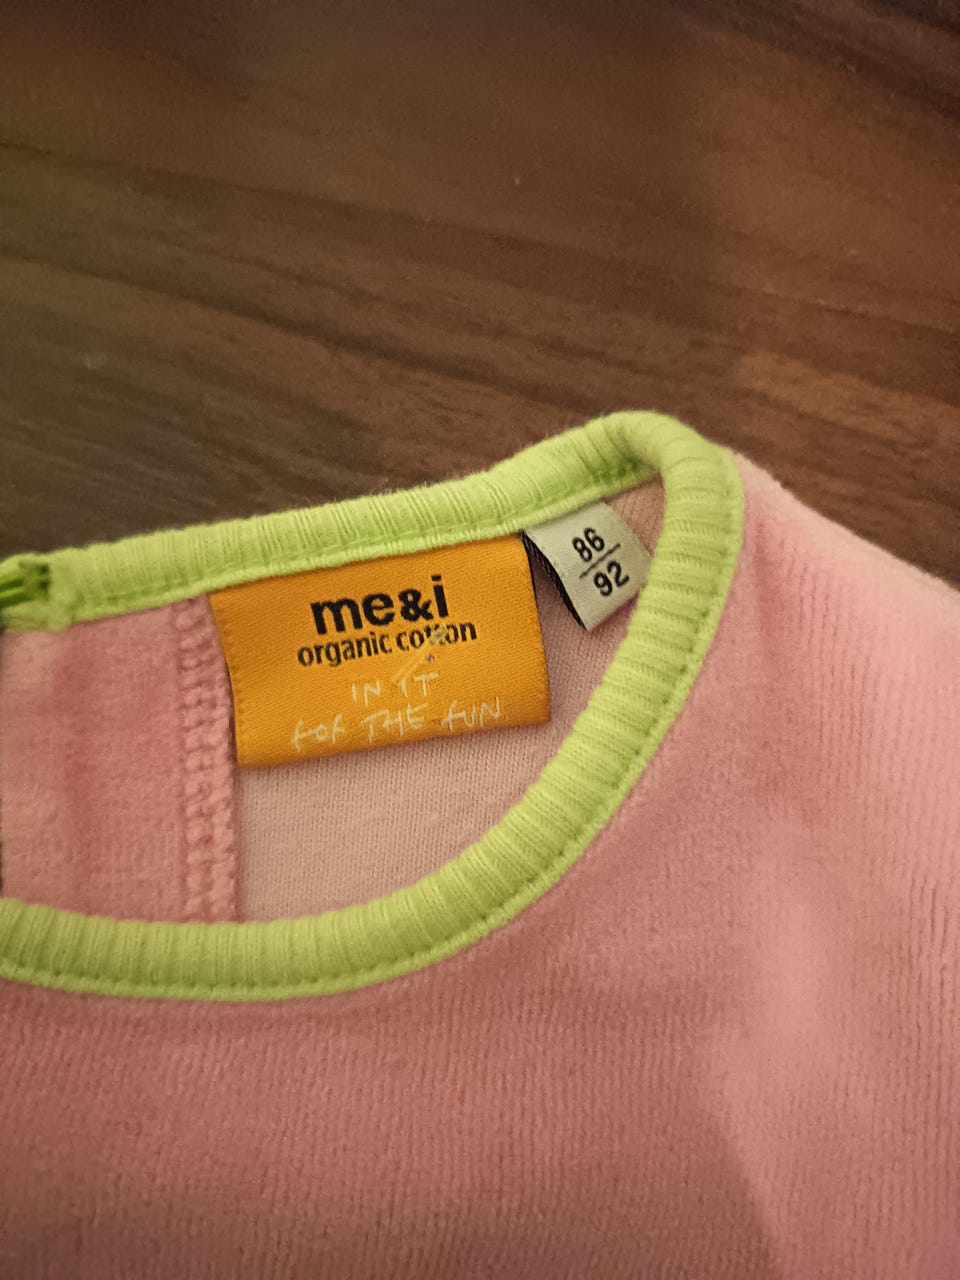 me&i
organic cotton
IN IT
FOR THE FUN
86
92